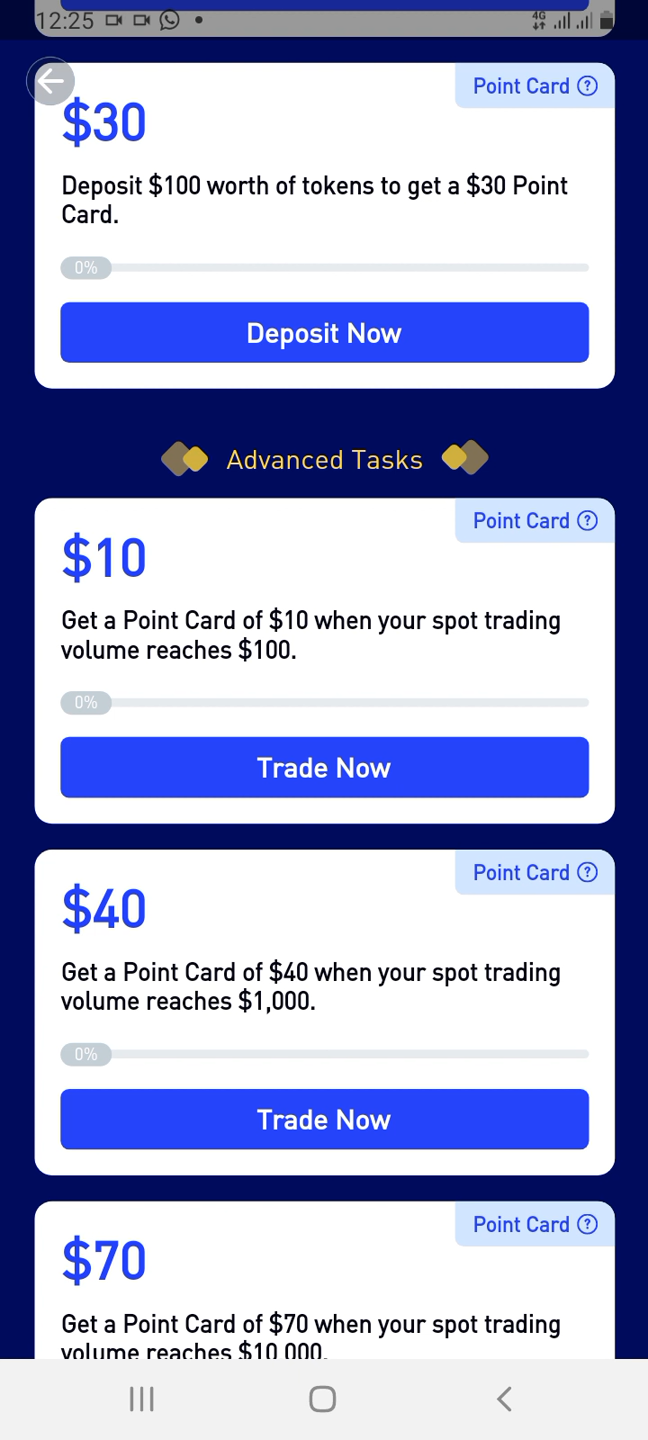 12:25
4G
Point Card ?
$30
Deposit $100 worth of tokens to get a $30 Point
Card.
0%
Deposit Now
Advanced Tasks
Point Card ?
$10
Get a Point Card of $10 when your spot trading
volume reaches $100.
0%
Trade Now
Point Card ?
$40
Get a Point Card of $40 when your spot trading
volume reaches $1,000.
0%
Trade Now
Point Card ?
$70
Get a Point Card of $70 when your spot trading
volume reaches $10,000.